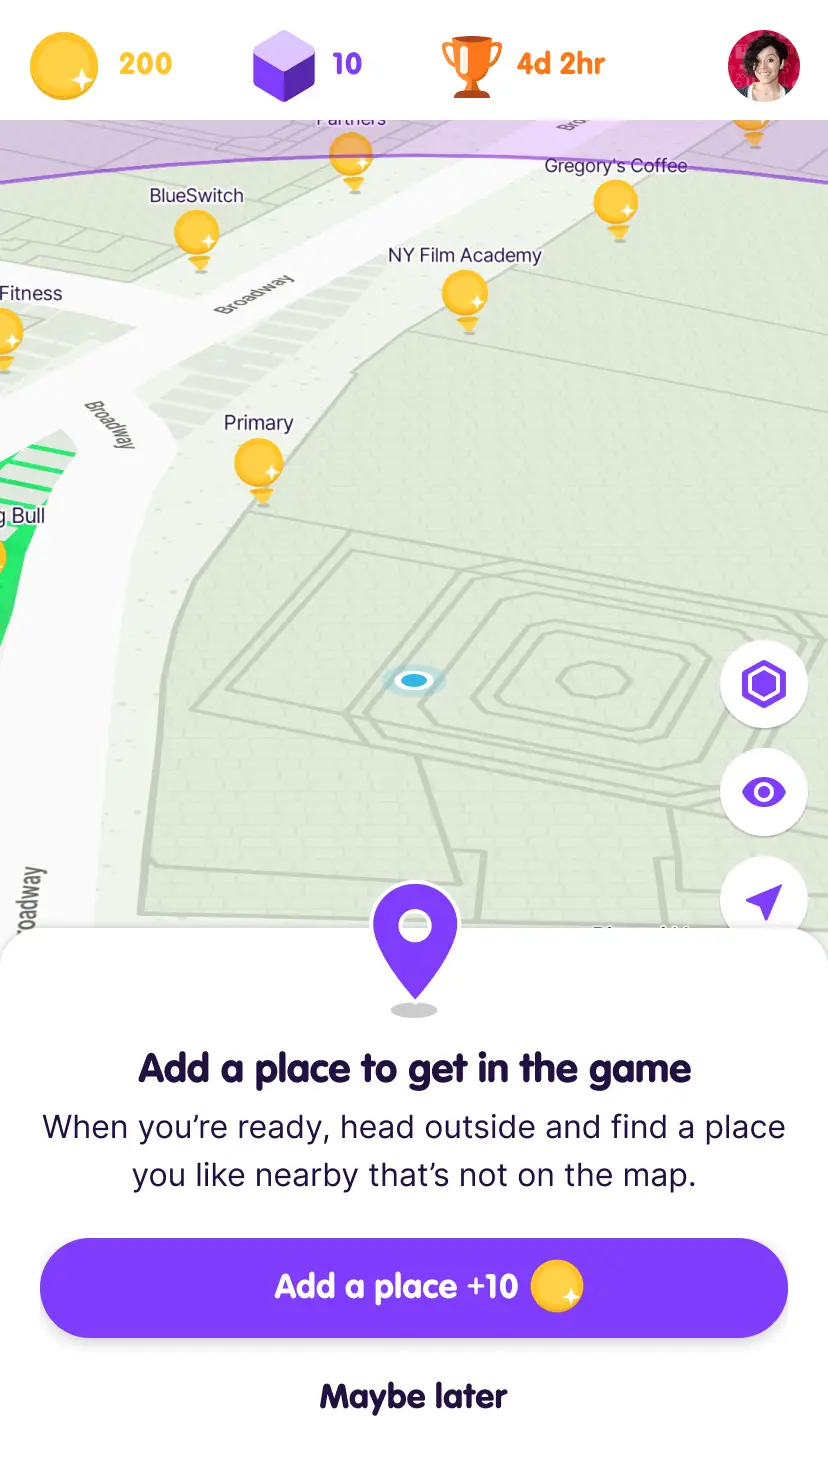 200
10
4d 2hr
Partners
Gregory's Coffee
BlueSwitch
NY Film Academy
Broadway
Fitness
Broadway
Primary
g Bull
oadway
Add a place to get in the game
When you're ready, head outside and find a place
you like nearby that's not on the map.
Add a place +10
Maybe later